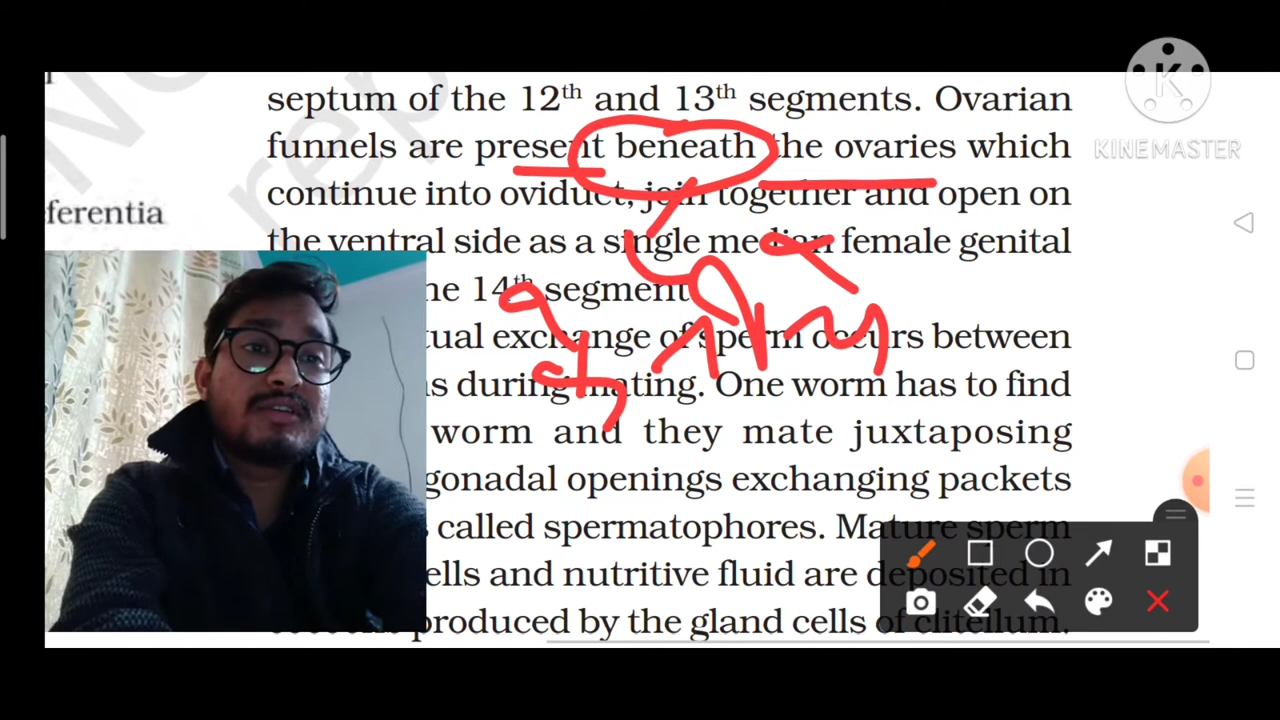 septum of the 12th and 13th segments. Ovarian
funnels are present beneath the ovaries which
continue into oviduct, join together and open on
eferentia
the ventral side as a single median female genital
ne 14th segment
tual exchange of sperm occurs between
s during mating. One worm has to find
worm and they mate juxtaposing
gonadal openings exchanging packets
called spermatophores. Mature sperm
ells and nutritive fluid are deposited in
produced by the gland cells of clitellum.
K
KINEMASTER